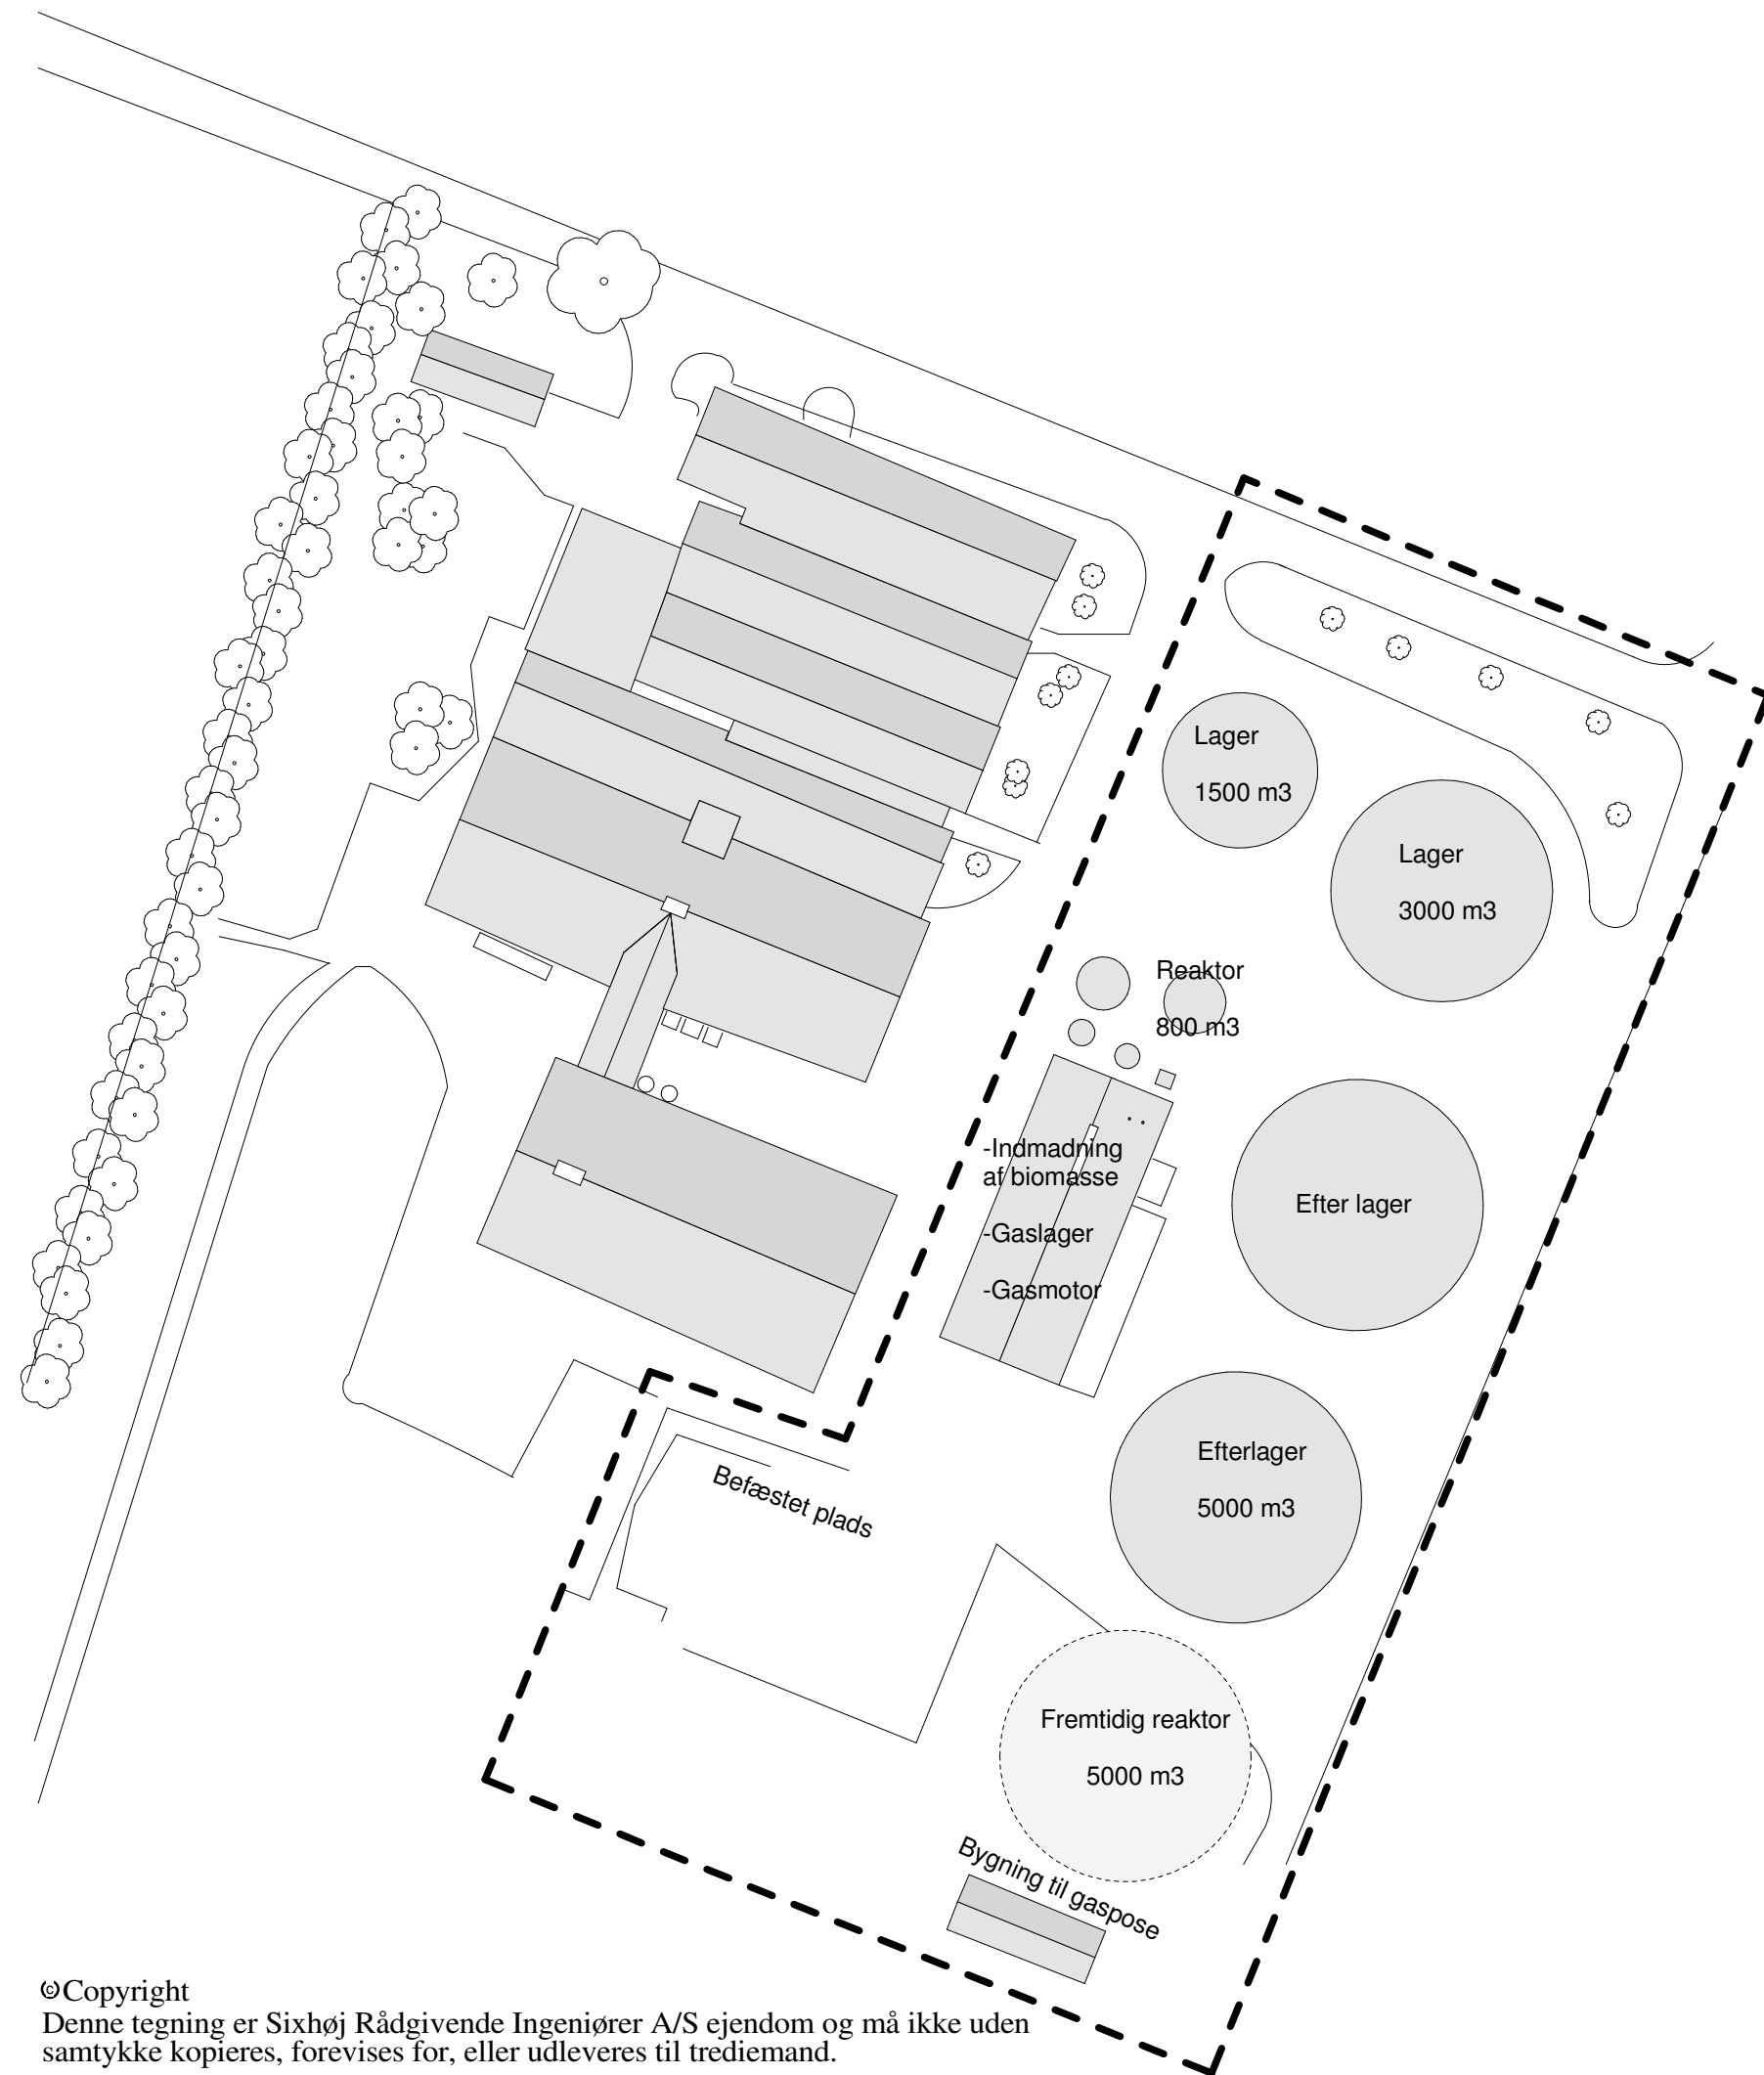 Lager
1500 m3
Lager
3000 m3
Reaktor
800 m3
-Indmadning
af biomasse
-Gaslager
-Gasmotor
Efter lager
Efterlager
5000 m3
Befæstet plads
Fremtidig reaktor
5000 m3
Bygning til gaspose
©Copyright
Denne tegning er Sixhøj Rådgivende Ingeniører A/S ejendom og må ikke uden
samtykke kopieres, forevises for, eller udleveres til trediemand.